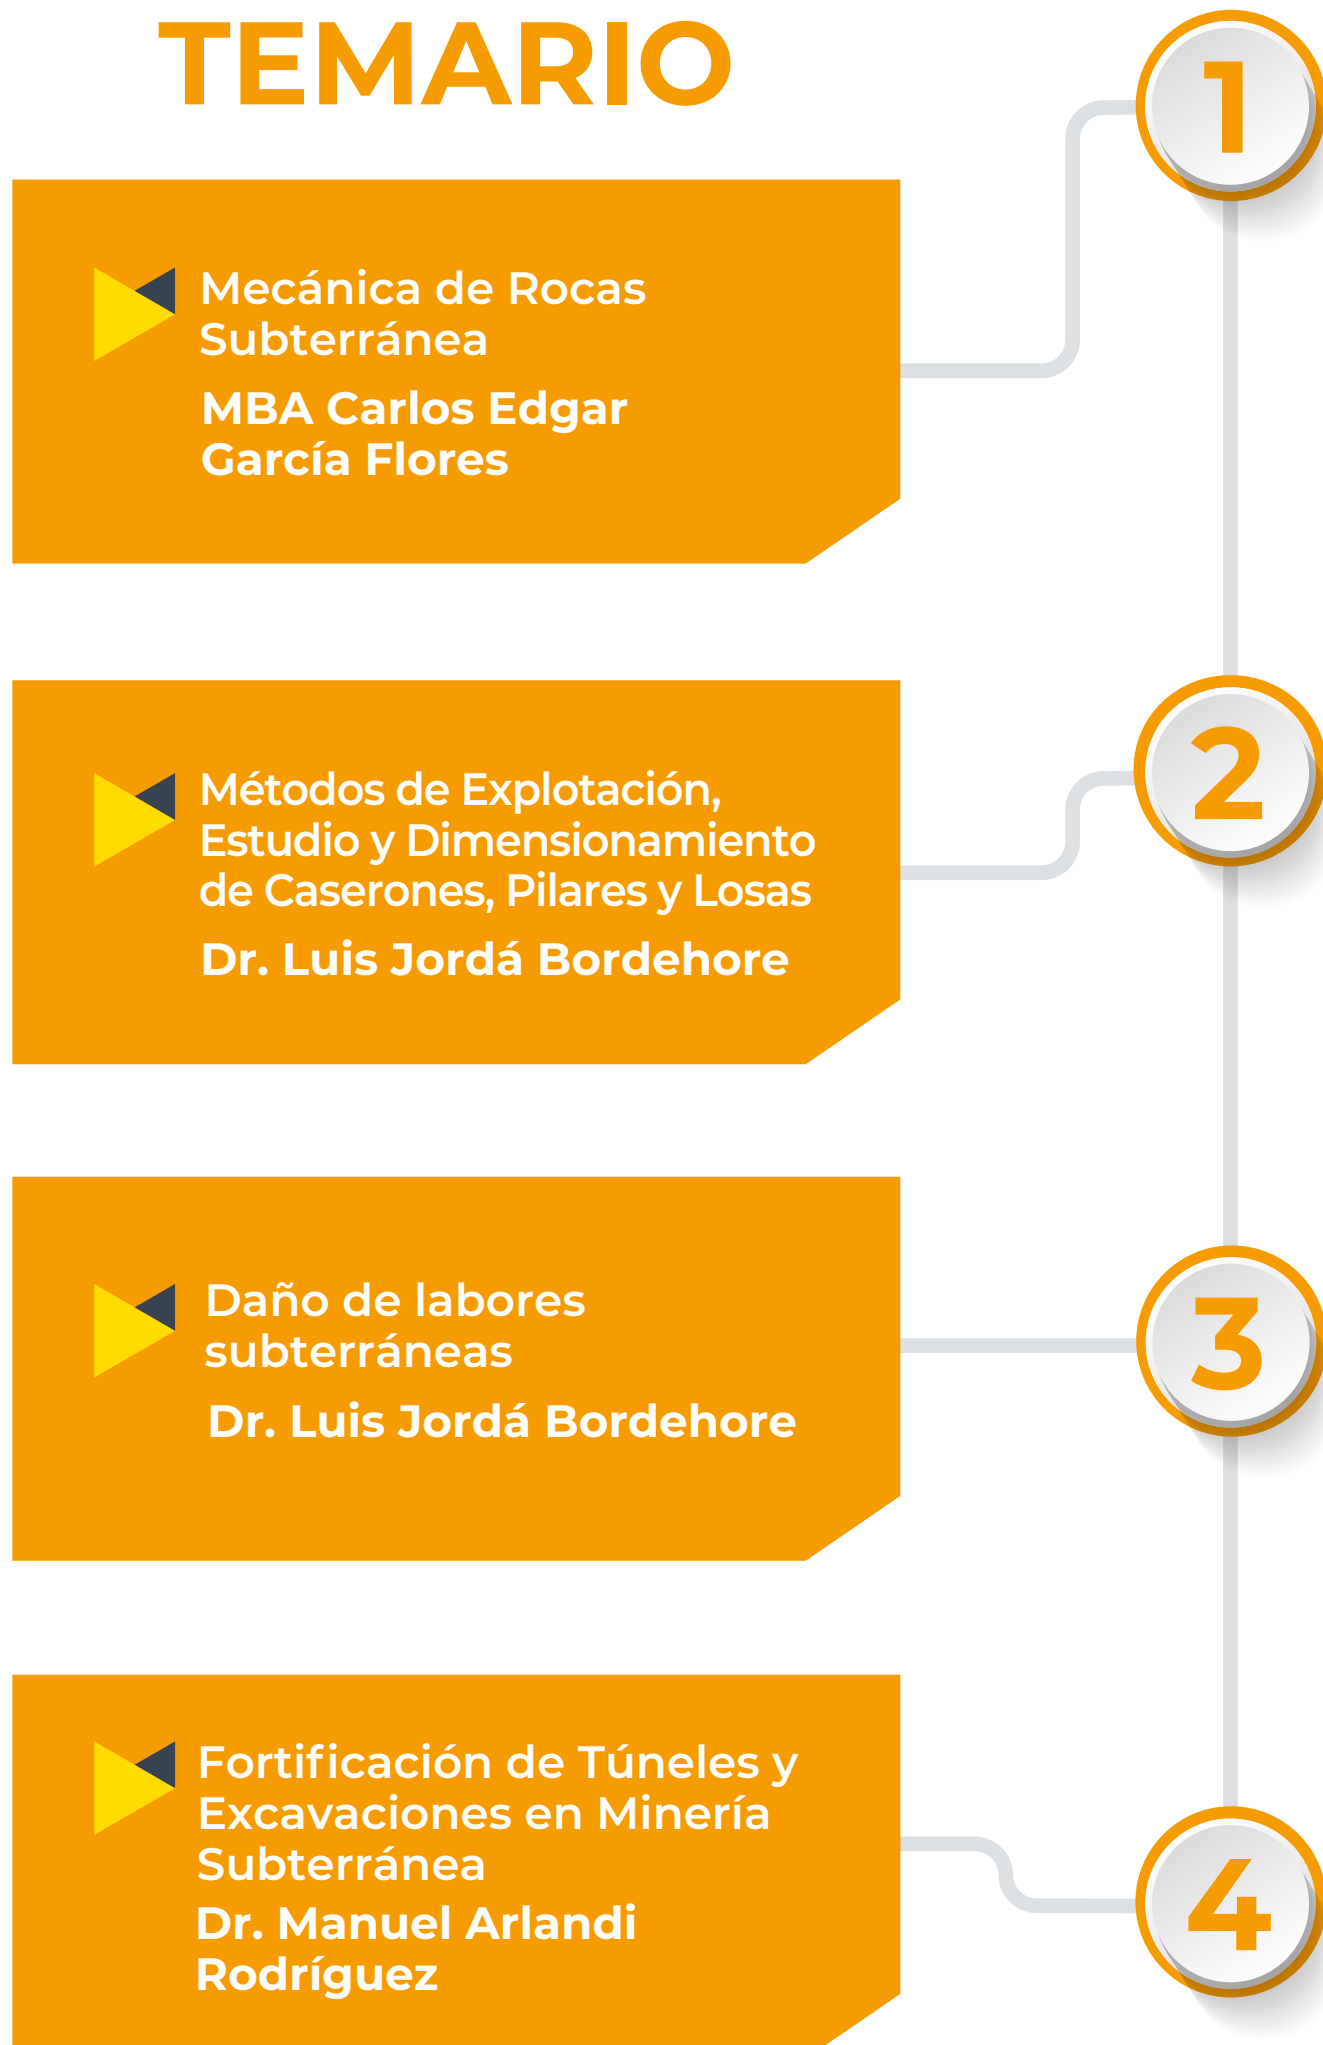 TEMARIO
1
Mecánica de Rocas
Subterránea
MBA Carlos Edgar
García Flores
2
Métodos de Explotación,
Estudio y Dimensionamiento
de Caserones, Pilares y Losas
Dr. Luis Jordá Bordehore
3
Daño de labores
subterráneas
Dr. Luis Jordá Bordehore
4
Fortificación de Túneles y
Excavaciones en Minería
Subterránea
Dr. Manuel Arlandi
Rodríguez